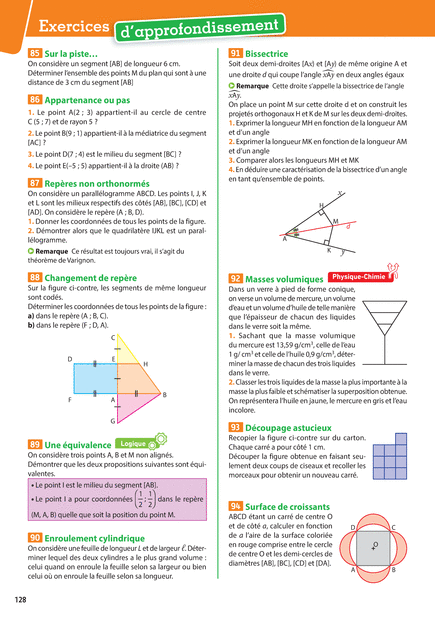 Exercices d'approfondissement
85 Sur la piste…
On considère un segment [AB] de longueur 6 cm.
Déterminer l'ensemble des points M du plan qui sont à une
distance de 3 cm du segment [AB]
86 Appartenance ou pas
1. Le point A(2 ; 3) appartient-il au cercle de centre
C (5 ; 7) et de rayon 5 ?
2. Le point B(9 ; 1) appartient-il à la médiatrice du segment
[AC] ?
3. Le point D(7 ; 4) est le milieu du segment [BC] ?
4. Le point E(–5 ; 5) appartient-il à la droite (AB) ?
87 Repères non orthonormés
On considère un parallélogramme ABCD. Les points I, J, K
et L sont les milieux respectifs des côtés [AB], [BC], [CD] et
[AD]. On considère le repère (A ; B, D).
1. Donner les coordonnées de tous les points de la figure.
2. Démontrer alors que le quadrilatère IJKL est un paral-
lélogramme.
Remarque Ce résultat est toujours vrai, il s'agit du
théorème de Varignon.
88 Changement de repère
Sur la figure ci-contre, les segments de même longueur
sont codés.
Déterminer les coordonnées de tous les points de la figure :
a) dans le repère (A ; B, C).
b) dans le repère (F ; D, A).
C
D
E
H
F
A
B
G
89 Une équivalence Logique
On considère trois points A, B et M non alignés.
Démontrer que les deux propositions suivantes sont équi-
valentes.
• Le point I est le milieu du segment [AB].
• Le point I a pour coordonnées (1/2 ; 1/2) dans le repère
(M, A, B) quelle que soit la position du point M.
90 Enroulement cylindrique
On considère une feuille de longueur L et de largeur ℓ. Déter-
miner lequel des deux cylindres a le plus grand volume :
celui quand on enroule la feuille selon sa largeur ou bien
celui où on enroule la feuille selon sa longueur.
128
91 Bissectrice
Soit deux demi-droites [Ax) et [Ay) de même origine A et
une droite d qui coupe l'angle xAy en deux angles égaux
Remarque Cette droite s'appelle la bissectrice de l'angle
xAy.
On place un point M sur cette droite d et on construit les
projetés orthogonaux H et K de M sur les deux demi-droites.
1. Exprimer la longueur MH en fonction de la longueur AM
et d'un angle
2. Exprimer la longueur MK en fonction de la longueur AM
et d'un angle
3. Comparer alors les longueurs MH et MK
4. En déduire une caractérisation de la bissectrice d'un angle
en tant qu'ensemble de points.
x
H
M
d
A
K
y
92 Masses volumiques Physique-Chimie
Dans un verre à pied de forme conique,
on verse un volume de mercure, un volume
d'eau et un volume d'huile de telle manière
que l'épaisseur de chacun des liquides
dans le verre soit la même.
1. Sachant que la masse volumique
du mercure est 13,59 g/cm³, celle de l'eau
1 g/ cm³ et celle de l'huile 0,9 g/cm³, déter-
miner la masse de chacun des trois liquides
dans le verre.
2. Classer les trois liquides de la masse la plus importante à la
masse la plus faible et schématiser la superposition obtenue.
On représentera l'huile en jaune, le mercure en gris et l'eau
incolore.
93 Découpage astucieux
Recopier la figure ci-contre sur du carton.
Chaque carré a pour côté 1 cm.
Découper la figure obtenue en faisant seu-
lement deux coups de ciseaux et recoller les
morceaux pour obtenir un nouveau carré.
94 Surface de croissants
ABCD étant un carré de centre O
et de côté a, calculer en fonction
de a l'aire de la surface coloriée
en rouge comprise entre le cercle
de centre O et les demi-cercles de
diamètres [AB], [BC], [CD] et [DA].
D
C
O
A
B